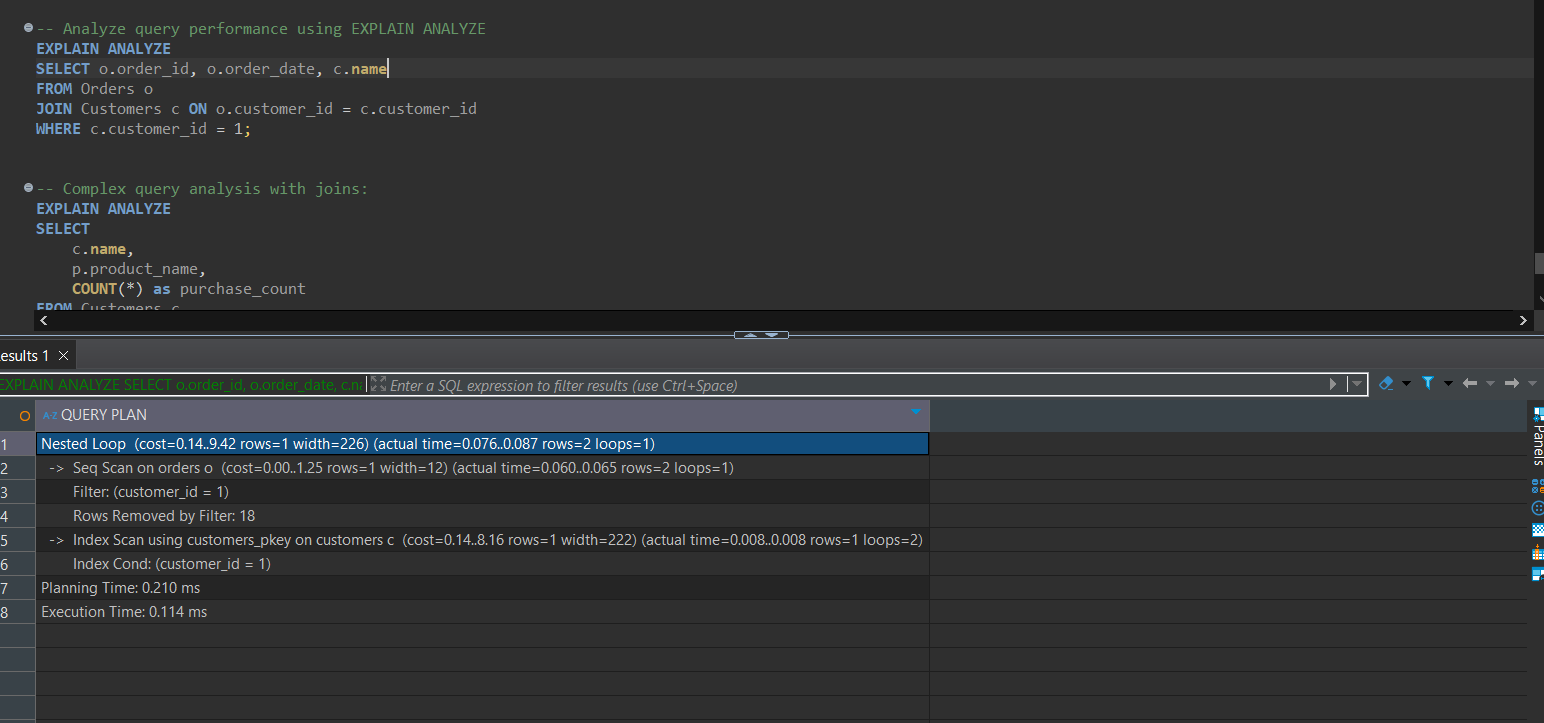 -- Analyze query performance using EXPLAIN ANALYZE
EXPLAIN ANALYZE
SELECT o.order_id, o.order_date, c.name
FROM Orders o
JOIN Customers c ON o.customer_id = c.customer_id
WHERE c.customer_id = 1;
-- Complex query analysis with joins:
EXPLAIN ANALYZE
SELECT
c.name,
p.product_name,
COUNT(*) as purchase_count
FROM Customers c
esults 1
EXPLAIN ANALYZE SELECT o.order_id, o.order_date, c.na Enter a SQL expression to filter results (use Ctrl+Space)
A-Z QUERY PLAN
1 Nested Loop (cost=0.14..9.42 rows=1 width=226) (actual time=0.076..0.087 rows=2 loops=1)
2 -> Seq Scan on orders o (cost=0.00..1.25 rows=1 width=12) (actual time=0.060..0.065 rows=2 loops=1)
3 Filter: (customer_id = 1)
4 Rows Removed by Filter: 18
5 -> Index Scan using customers_pkey on customers c (cost=0.14..8.16 rows=1 width=222) (actual time=0.008..0.008 rows=1 loops=2)
6 Index Cond: (customer_id = 1)
7 Planning Time: 0.210 ms
8 Execution Time: 0.114 ms
Panels